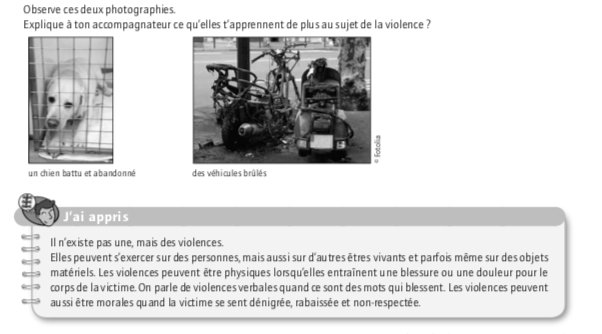 Observe ces deux photographies.
Explique à ton accompagnateur ce qu'elles t'apprennent de plus au sujet de la violence ?
un chien battu et abandonné
des véhicules brûlés
© Fotolia
J'ai appris
Il n'existe pas une, mais des violences.
Elles peuvent s'exercer sur des personnes, mais aussi sur d'autres êtres vivants et parfois même sur des objets
matériels. Les violences peuvent être physiques lorsqu'elles entraînent une blessure ou une douleur pour le
corps de la victime. On parle de violences verbales quand ce sont des mots qui blessent. Les violences peuvent
aussi être morales quand la victime se sent dénigrée, rabaissée et non-respectée.